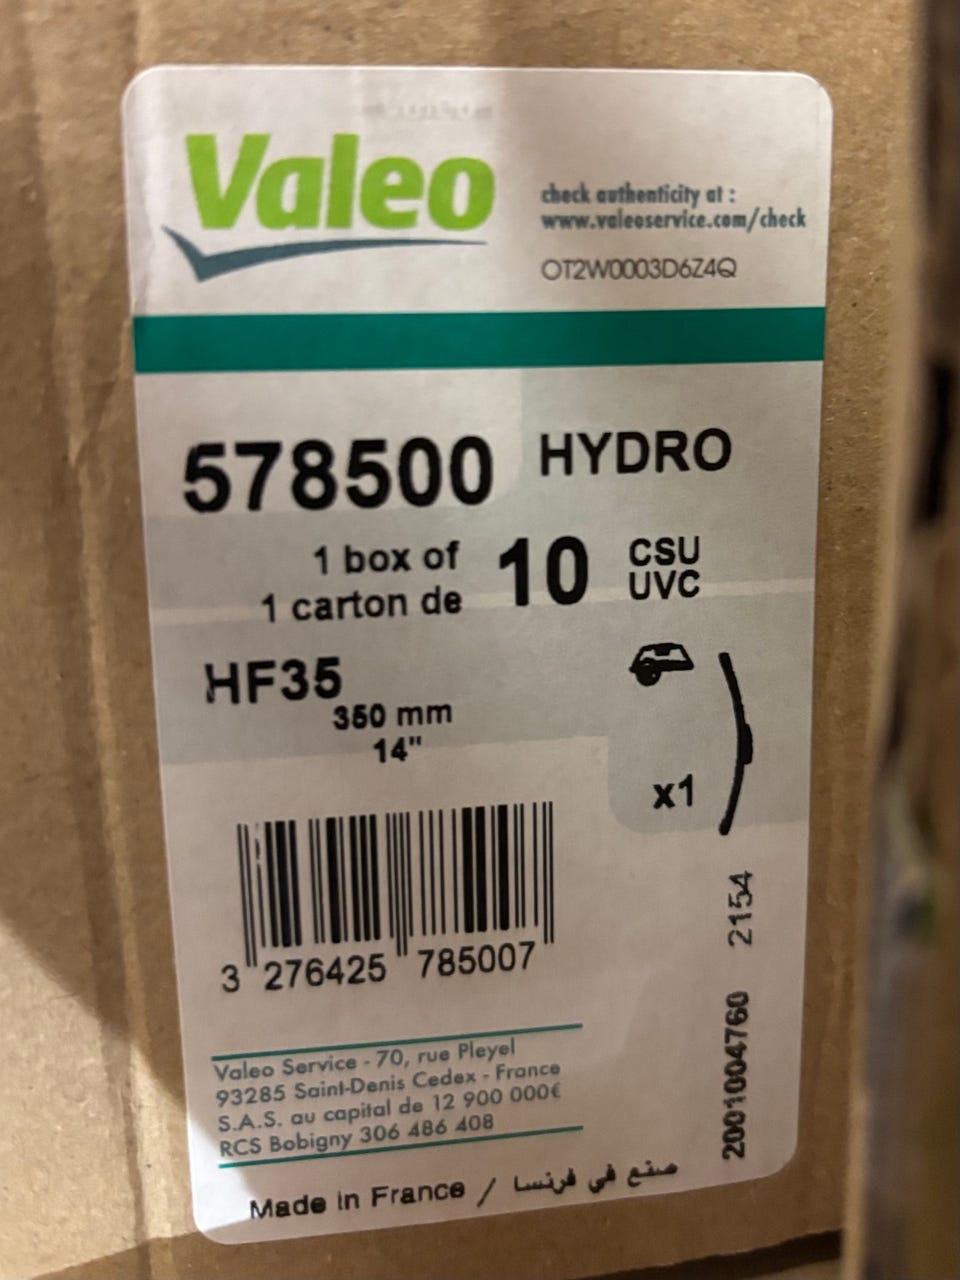 Valeo
check authenticity at :
www.valeoservice.com/check
OT2W0003D6Z4Q
578500 HYDRO
1 box of
1 carton de
10 CSU
UVC
HF35
350 mm
14"
x1
3 276425 785007
2001004760 2154
Valeo Service - 70, rue Pleyel
93285 Saint-Denis Cedex - France
S.A.S. au capital de 12 900 000€
RCS Bobigny 306 486 408
Made in France / صنع في فرنسا